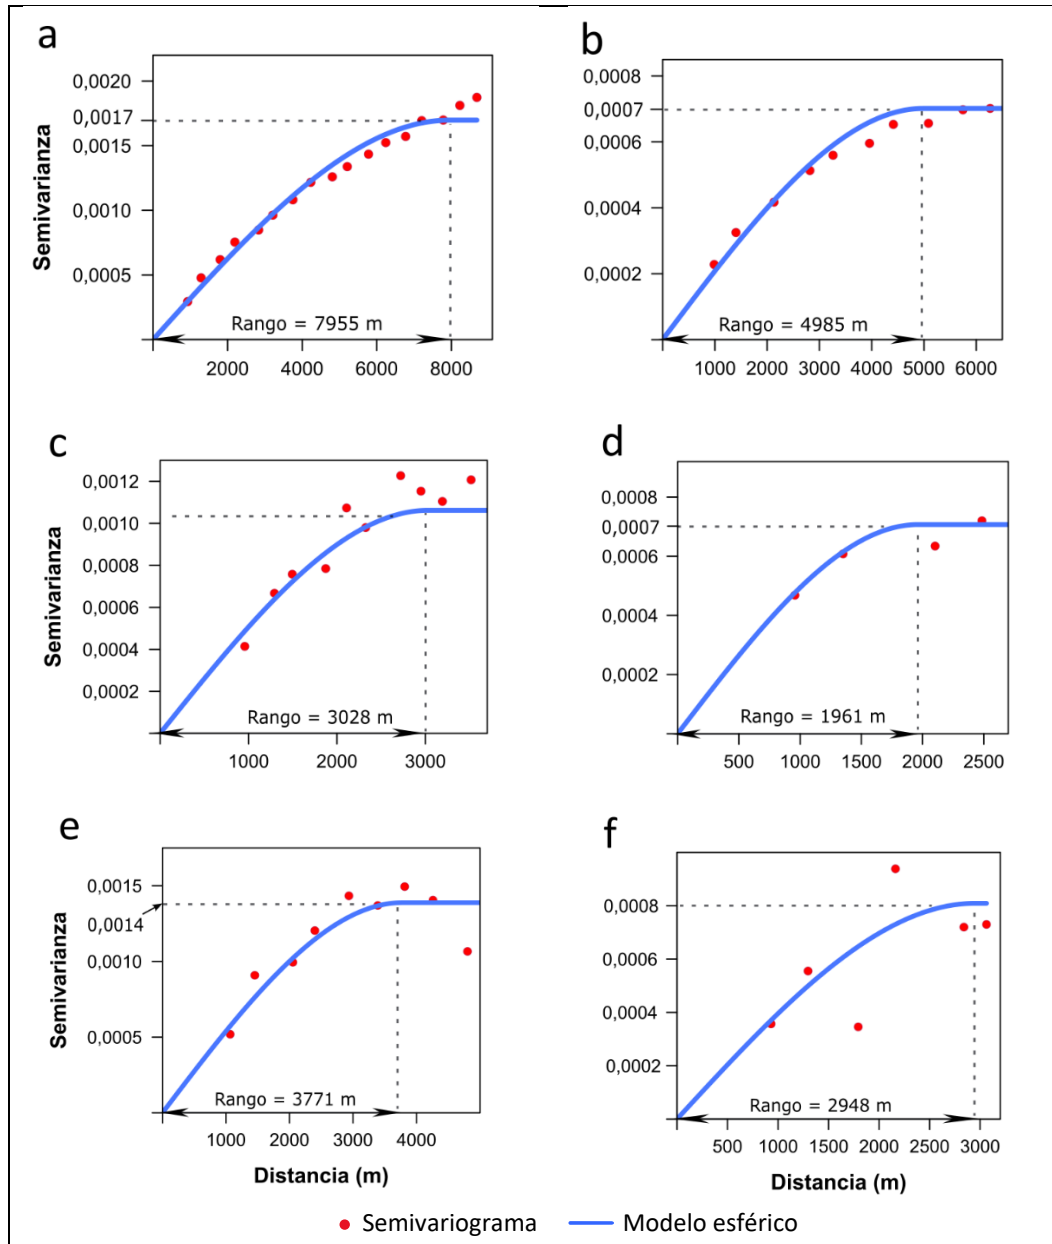 a
0,0020
0,0017
0,0015
0,0010
0,0005
Semivarianza
Rango = 7955 m
2000 4000 6000 8000
b
0,0008
0,0007
0,0006
0,0004
0,0002
Rango = 4985 m
1000 2000 3000 4000 5000 6000
c
0,0012
0,0010
0,0008
0,0006
0,0004
0,0002
Semivarianza
Rango = 3028 m
1000 2000 3000
d
0,0008
0,0007
0,0006
0,0004
0,0002
Rango = 1961 m
500 1000 1500 2000 2500
e
0,0015
0,0014
0,0010
0,0005
Semivarianza
Rango = 3771 m
1000 2000 3000 4000
Distancia (m)
f
0,0008
0,0006
0,0004
0,0002
Rango = 2948 m
500 1000 1500 2000 2500 3000
Distancia (m)
Semivariograma Modelo esférico